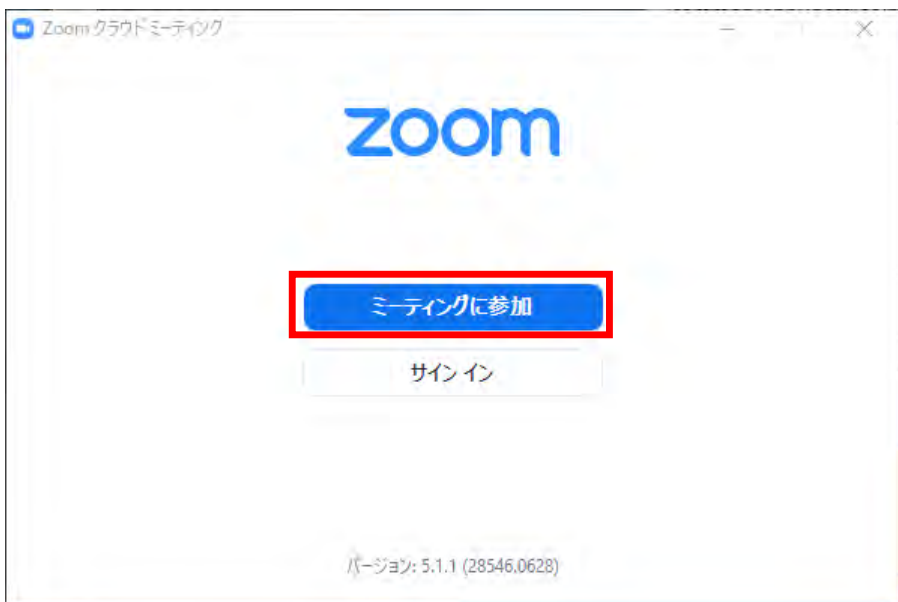 Zoom クラウド ミーティング
zoom
ミーティングに参加
サイン イン
バージョン: 5.1.1 (28546.0628)